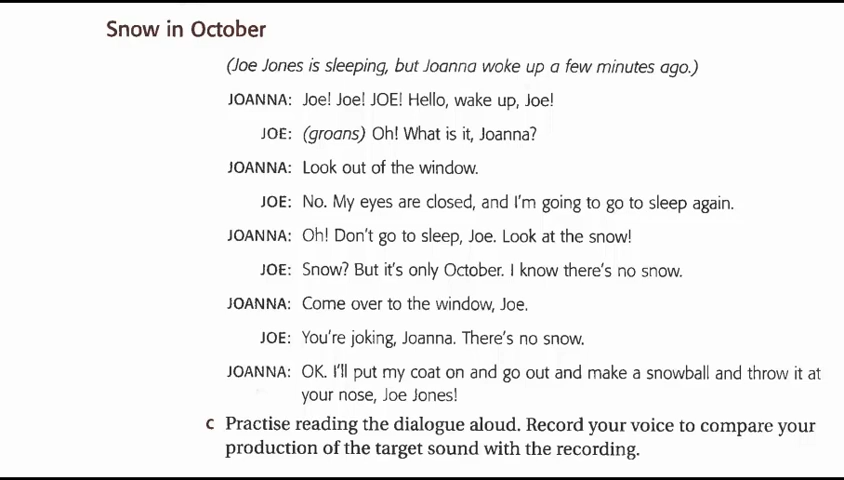 Snow in October
(Joe Jones is sleeping, but Joanna woke up a few minutes ago.)
JOANNA: Joe! Joe! JOE! Hello, wake up, Joe!
JOE: (groans) Oh! What is it, Joanna?
JOANNA: Look out of the window.
JOE: No. My eyes are closed, and I'm going to go to sleep again.
JOANNA: Oh! Don't go to sleep, Joe. Look at the snow!
JOE: Snow? But it's only October. I know there's no snow.
JOANNA: Come over to the window, Joe.
JOE: You're joking, Joanna. There's no snow.
JOANNA: OK. I'll put my coat on and go out and make a snowball and throw it at
your nose, Joe Jones!
C Practise reading the dialogue aloud. Record your voice to compare your
production of the target sound with the recording.